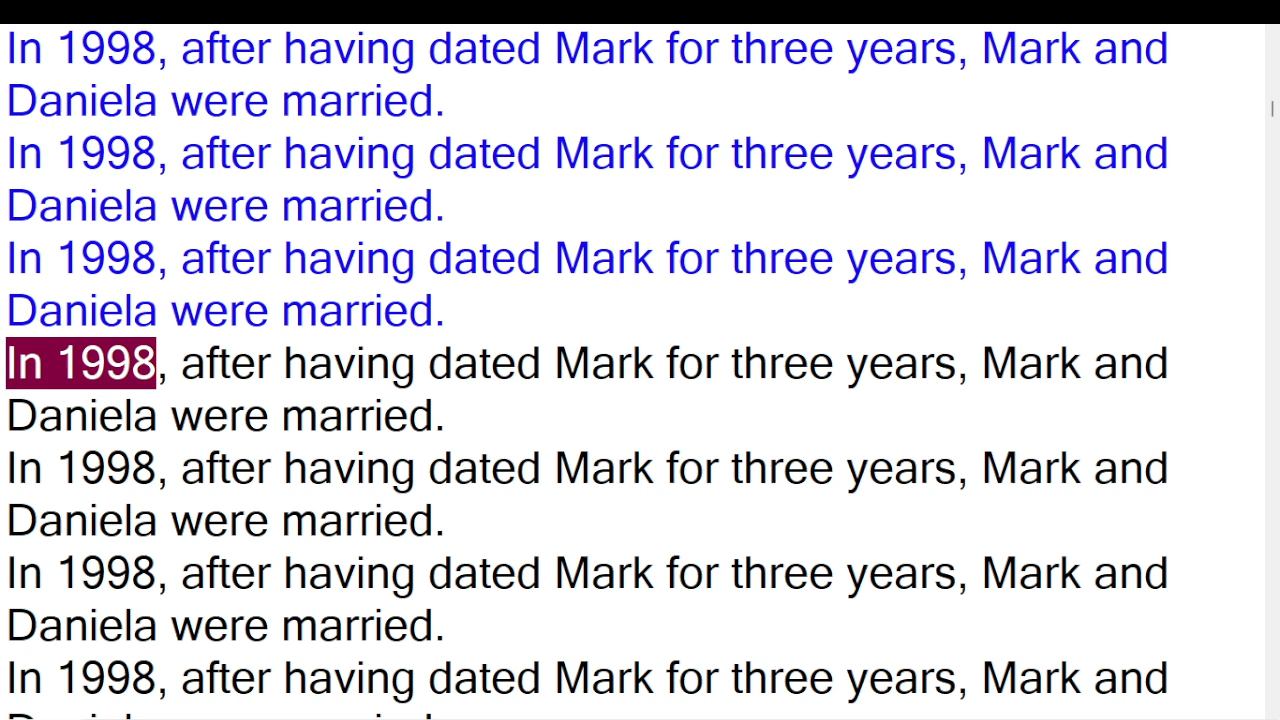 In 1998, after having dated Mark for three years, Mark and
Daniela were married.
In 1998, after having dated Mark for three years, Mark and
Daniela were married.
In 1998, after having dated Mark for three years, Mark and
Daniela were married.
In 1998, after having dated Mark for three years, Mark and
Daniela were married.
In 1998, after having dated Mark for three years, Mark and
Daniela were married.
In 1998, after having dated Mark for three years, Mark and
Daniela were married.
In 1998, after having dated Mark for three years, Mark and